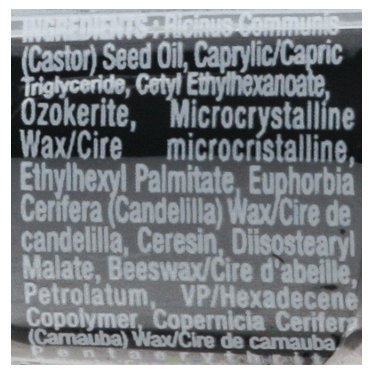 INGREDIENTS : Ricinus Communis
(Castor) Seed Oil, Caprylic/Capric
Triglyceride, Cetyl Ethylhexanoate,
Ozokerite, Microcrystalline
Wax/Cire microcristalline,
Ethylhexyl Palmitate, Euphorbia
Cerifera (Candelilla) Wax/Cire de
candelilla, Ceresin, Diisostearyl
Malate, Beeswax/Cire d'abeille,
Petrolatum, VP/Hexadecene
Copolymer, Copernicia Cerifera
(Carnauba) Wax/Cire de carnauba